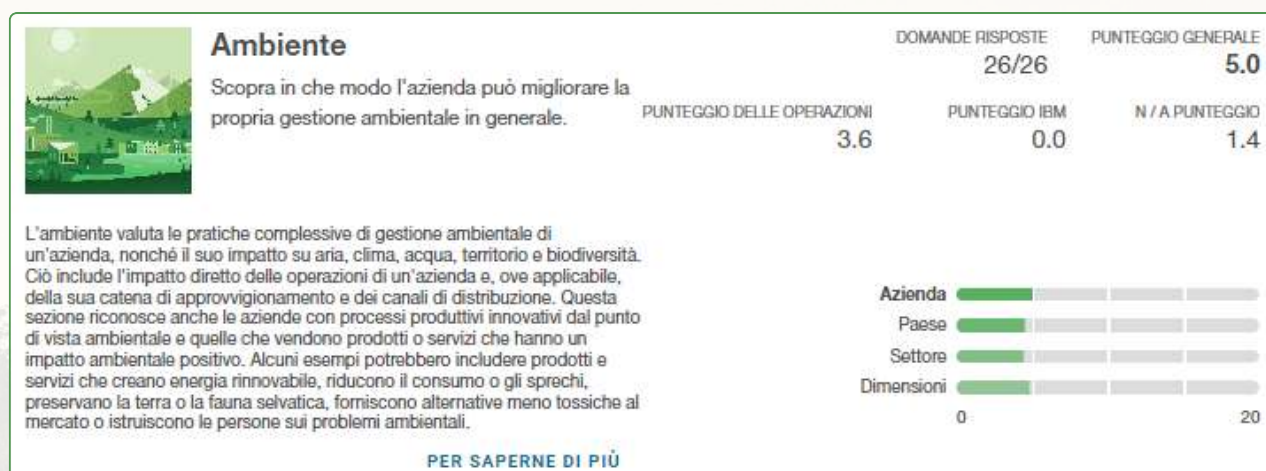 Ambiente
Scopra in che modo l'azienda può migliorare la
propria gestione ambientale in generale.
DOMANDE RISPOSTE
26/26
PUNTEGGIO GENERALE
5.0
PUNTEGGIO DELLE OPERAZIONI
3.6
PUNTEGGIO IBM
0.0
N / A PUNTEGGIO
1.4
L'ambiente valuta le pratiche complessive di gestione ambientale di
un'azienda, nonché il suo impatto su aria, clima, acqua, territorio e biodiversità.
Ciò include l'impatto diretto delle operazioni di un'azienda e, ove applicabile,
della sua catena di approvvigionamento e dei canali di distribuzione. Questa
sezione riconosce anche le aziende con processi produttivi innovativi dal punto
di vista ambientale e quelle che vendono prodotti o servizi che hanno un
impatto ambientale positivo. Alcuni esempi potrebbero includere prodotti e
servizi che creano energia rinnovabile, riducono il consumo o gli sprechi,
preservano la terra o la fauna selvatica, forniscono alternative meno tossiche al
mercato o istruiscono le persone sui problemi ambientali.
PER SAPERNE DI PIÙ
Azienda
Paese
Settore
Dimensioni
0 20